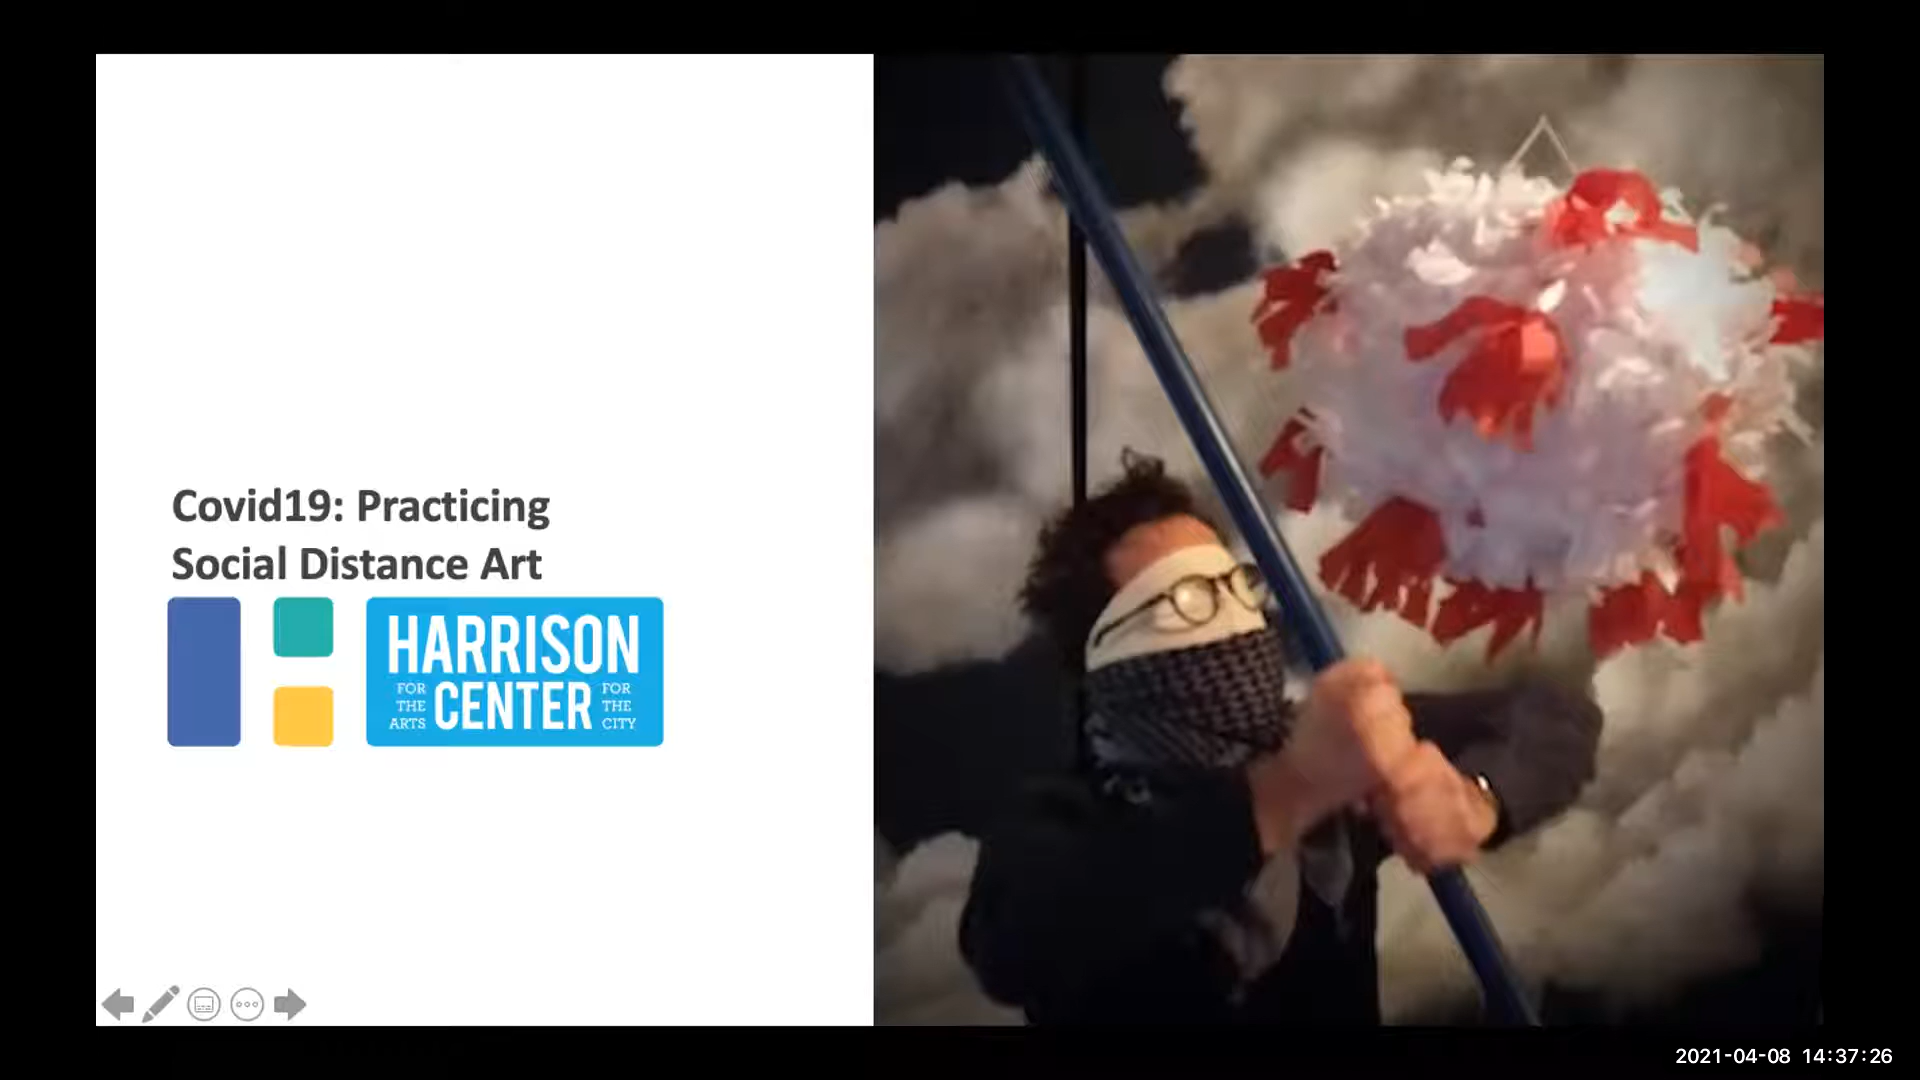 Covid19: Practicing
Social Distance Art
HARRISON
FOR THE ARTS CENTER FOR THE CITY
2021-04-08 14:37:26